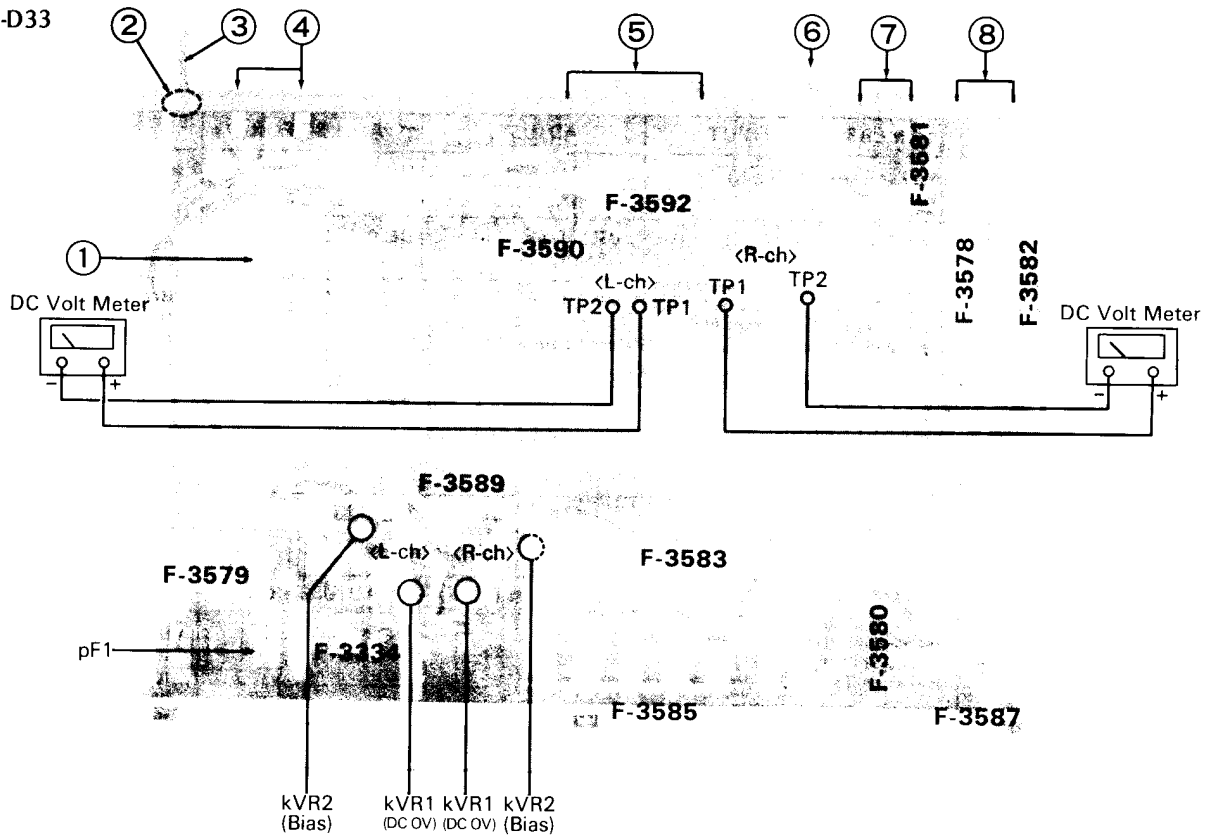 -D33
② ③ ④ ⑤ ⑥ ⑦ ⑧
F-3581
F-3592
①
F-3590
<R-ch>
F-3578
F-3582
<L-ch>
TP1
TP2
DC Volt Meter
TP2
TP1
DC Volt Meter
- +
- +
F-3589
<L-ch>
<R-ch>
F-3583
F-3579
F-3580
pF1
F-3334
F-3585
F-3587
kVR2 kVR1 kVR1 kVR2
(Bias) (DC OV) (DC OV) (Bias)